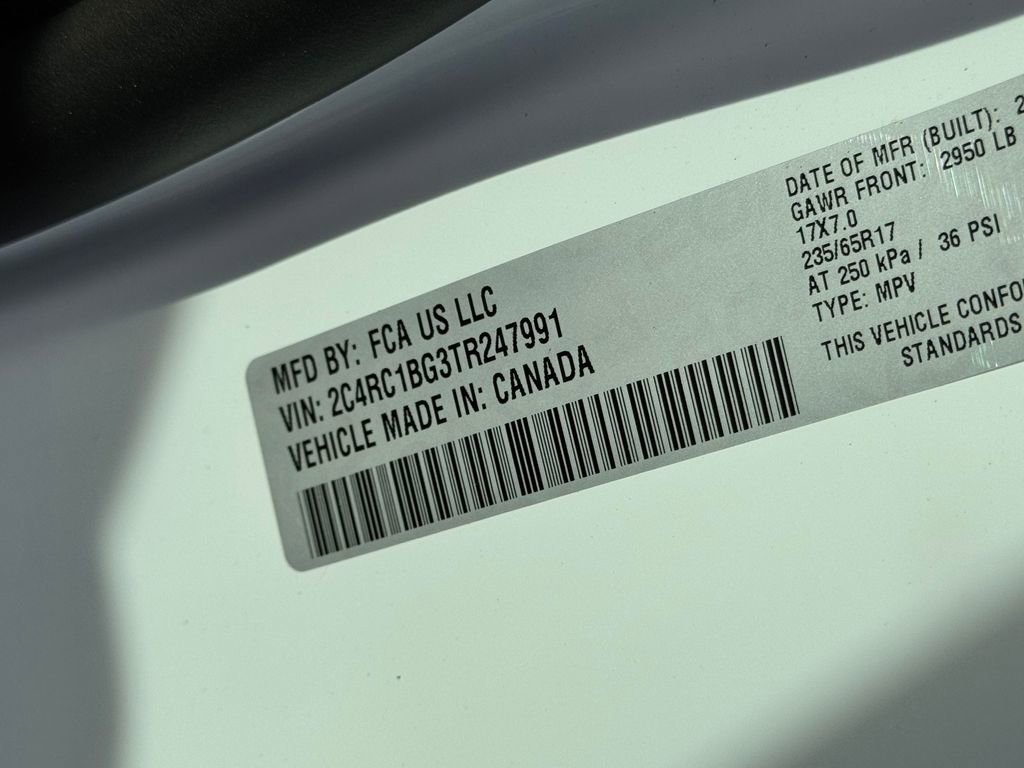 MFD BY: FCA US LLC
VIN: 2C4RC1BG3TR247991
VEHICLE MADE IN: CANADA
DATE OF MFR (BUILT): 2
GAWR FRONT: 2950 LB
17X7.0
235/65R17
AT 250 kPa / 36 PSI
TYPE: MPV
THIS VEHICLE CONFO
STANDARDS